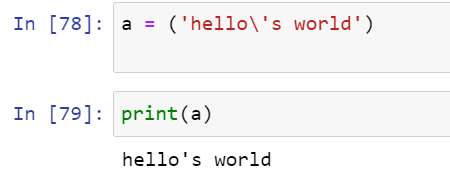 In [78]: a = ('hello\'s world')
In [79]: print(a)
hello's world